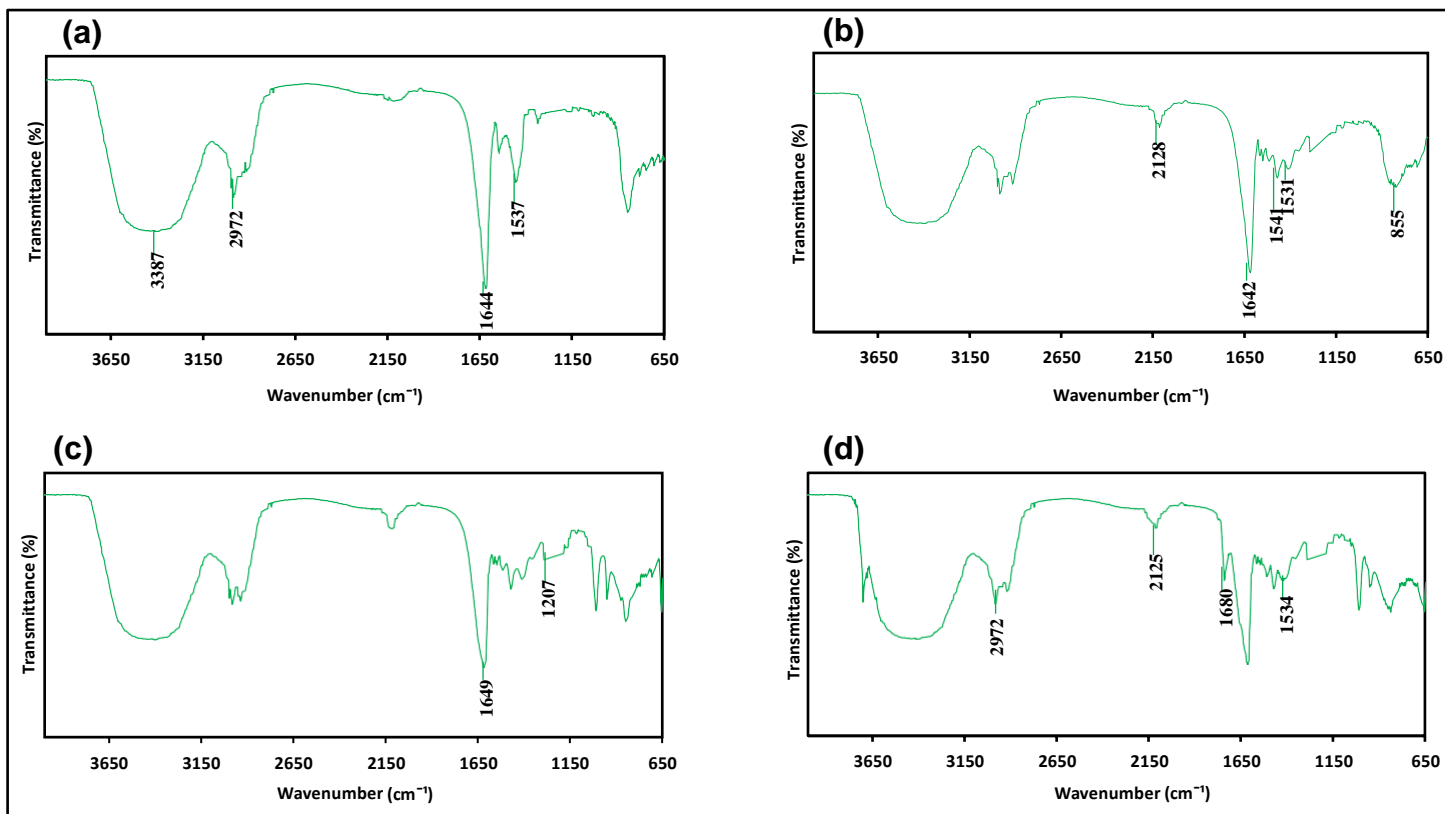 (a)
Transmittance (%)
3387
2972
1644
1537
3650 3150 2650 2150 1650 1150 650
Wavenumber (cm⁻¹)
(b)
Transmittance (%)
2128
1642
1541
1531
855
3650 3150 2650 2150 1650 1150 650
Wavenumber (cm⁻¹)
(c)
Transmittance (%)
1649
1207
3650 3150 2650 2150 1650 1150 650
Wavenumber (cm⁻¹)
(d)
Transmittance (%)
2972
2125
1680
1534
3650 3150 2650 2150 1650 1150 650
Wavenumber (cm⁻¹)